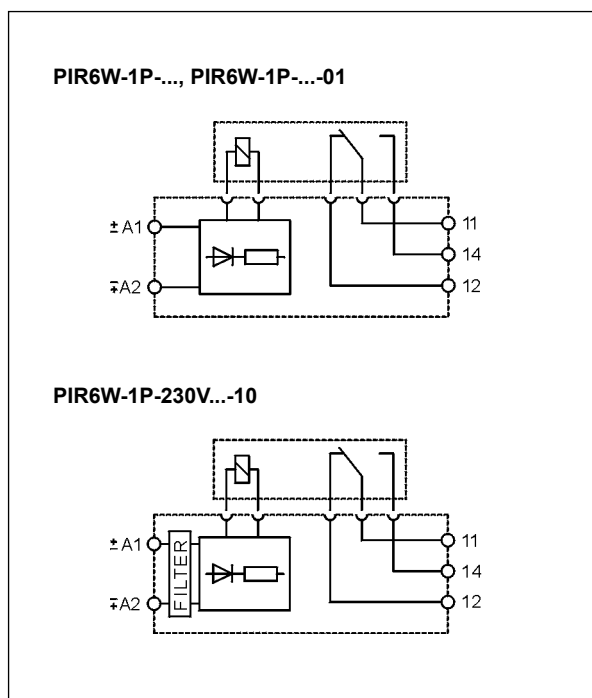 PIR6W-1P-..., PIR6W-1P-...-01
± A1
11
14
∓A2
12
PIR6W-1P-230V...-10
± A1
FILTER
11
14
∓A2
12